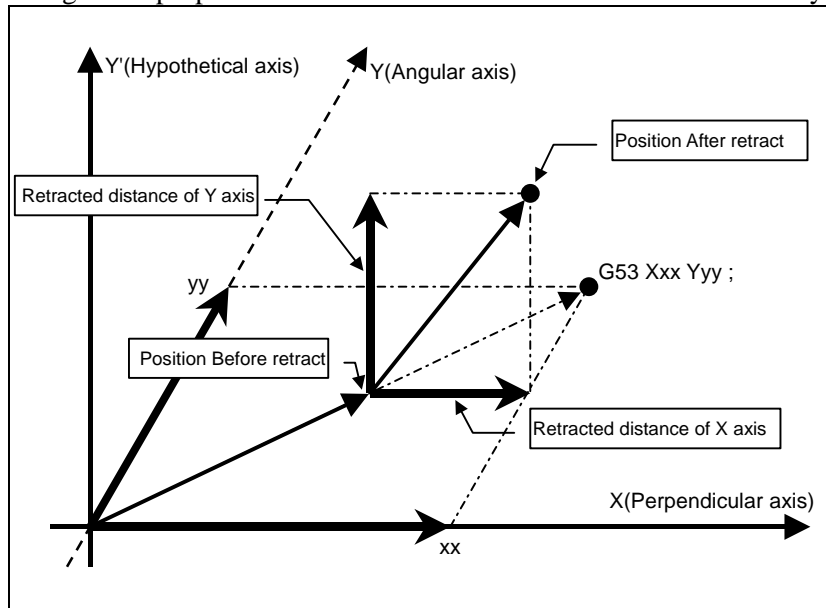 Y'(Hypothetical axis)
Y(Angular axis)
Position After retract
Retracted distance of Y axis
yy
G53 Xxx Yyy ;
Position Before retract
Retracted distance of X axis
X(Perpendicular axis)
xx